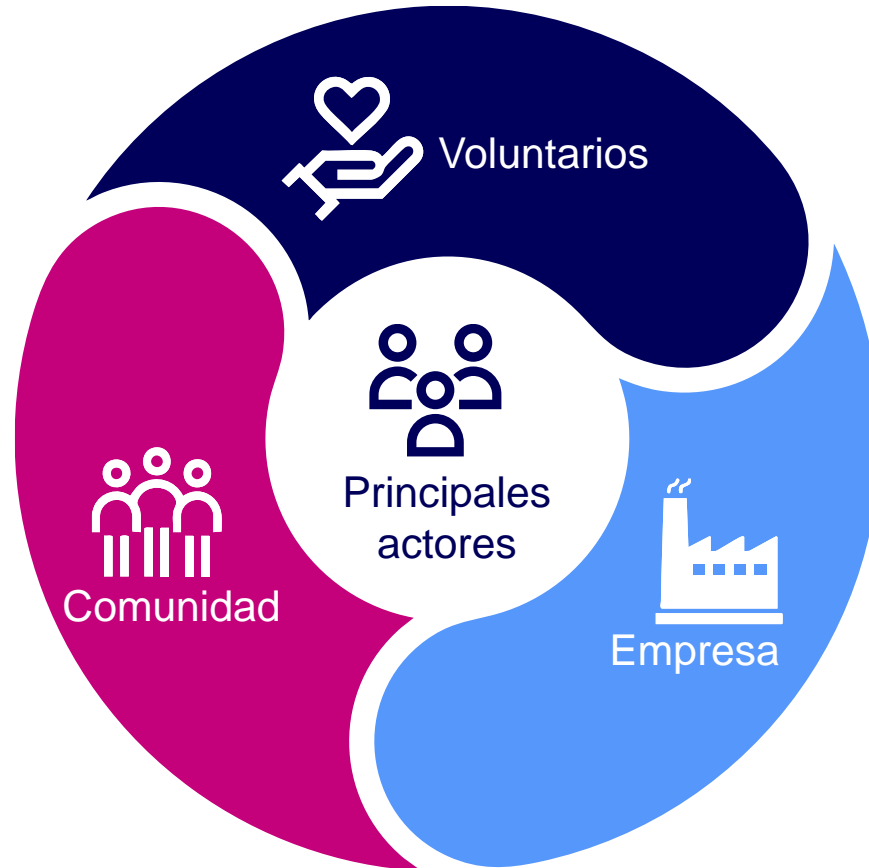 Voluntarios
Principales
actores
Comunidad
Empresa